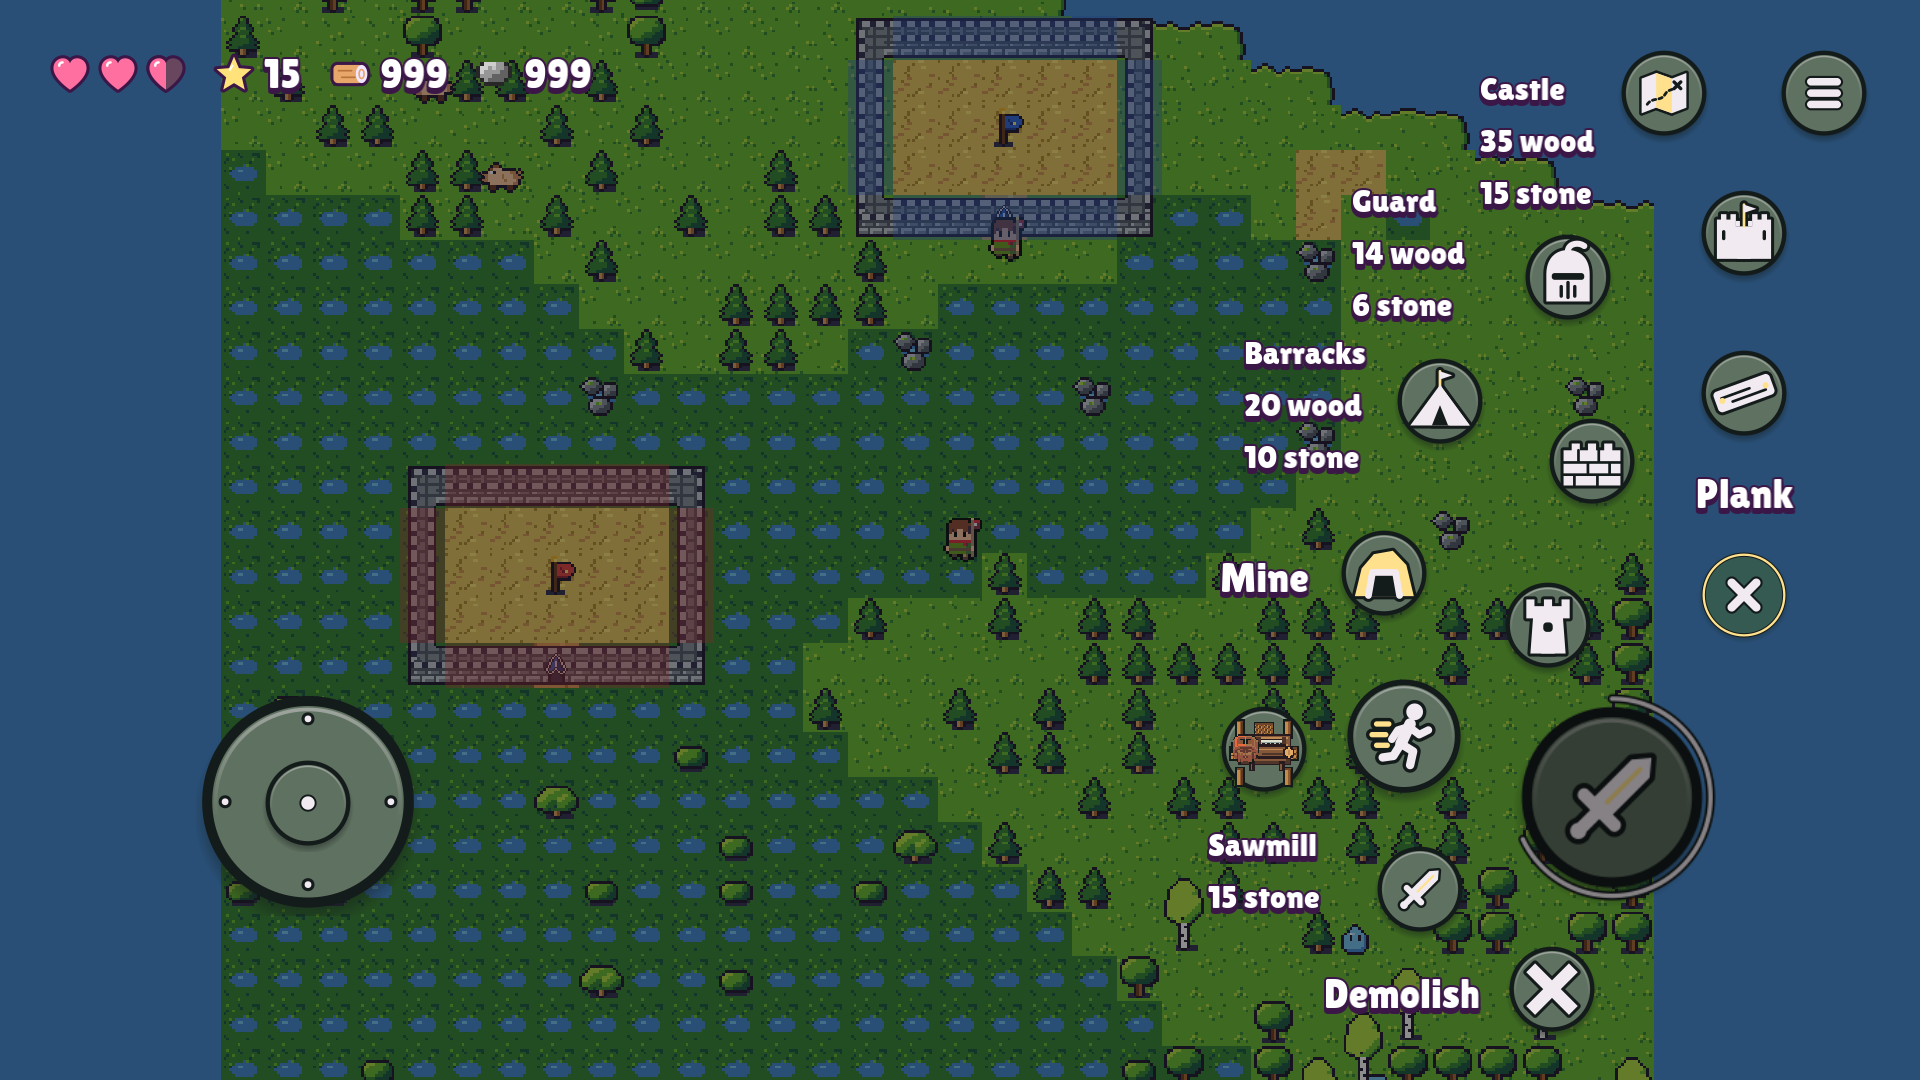 15 999 999
Castle
35 wood
15 stone
Guard
14 wood
6 stone
Barracks
20 wood
10 stone
Plank
Mine
Sawmill
15 stone
Demolish